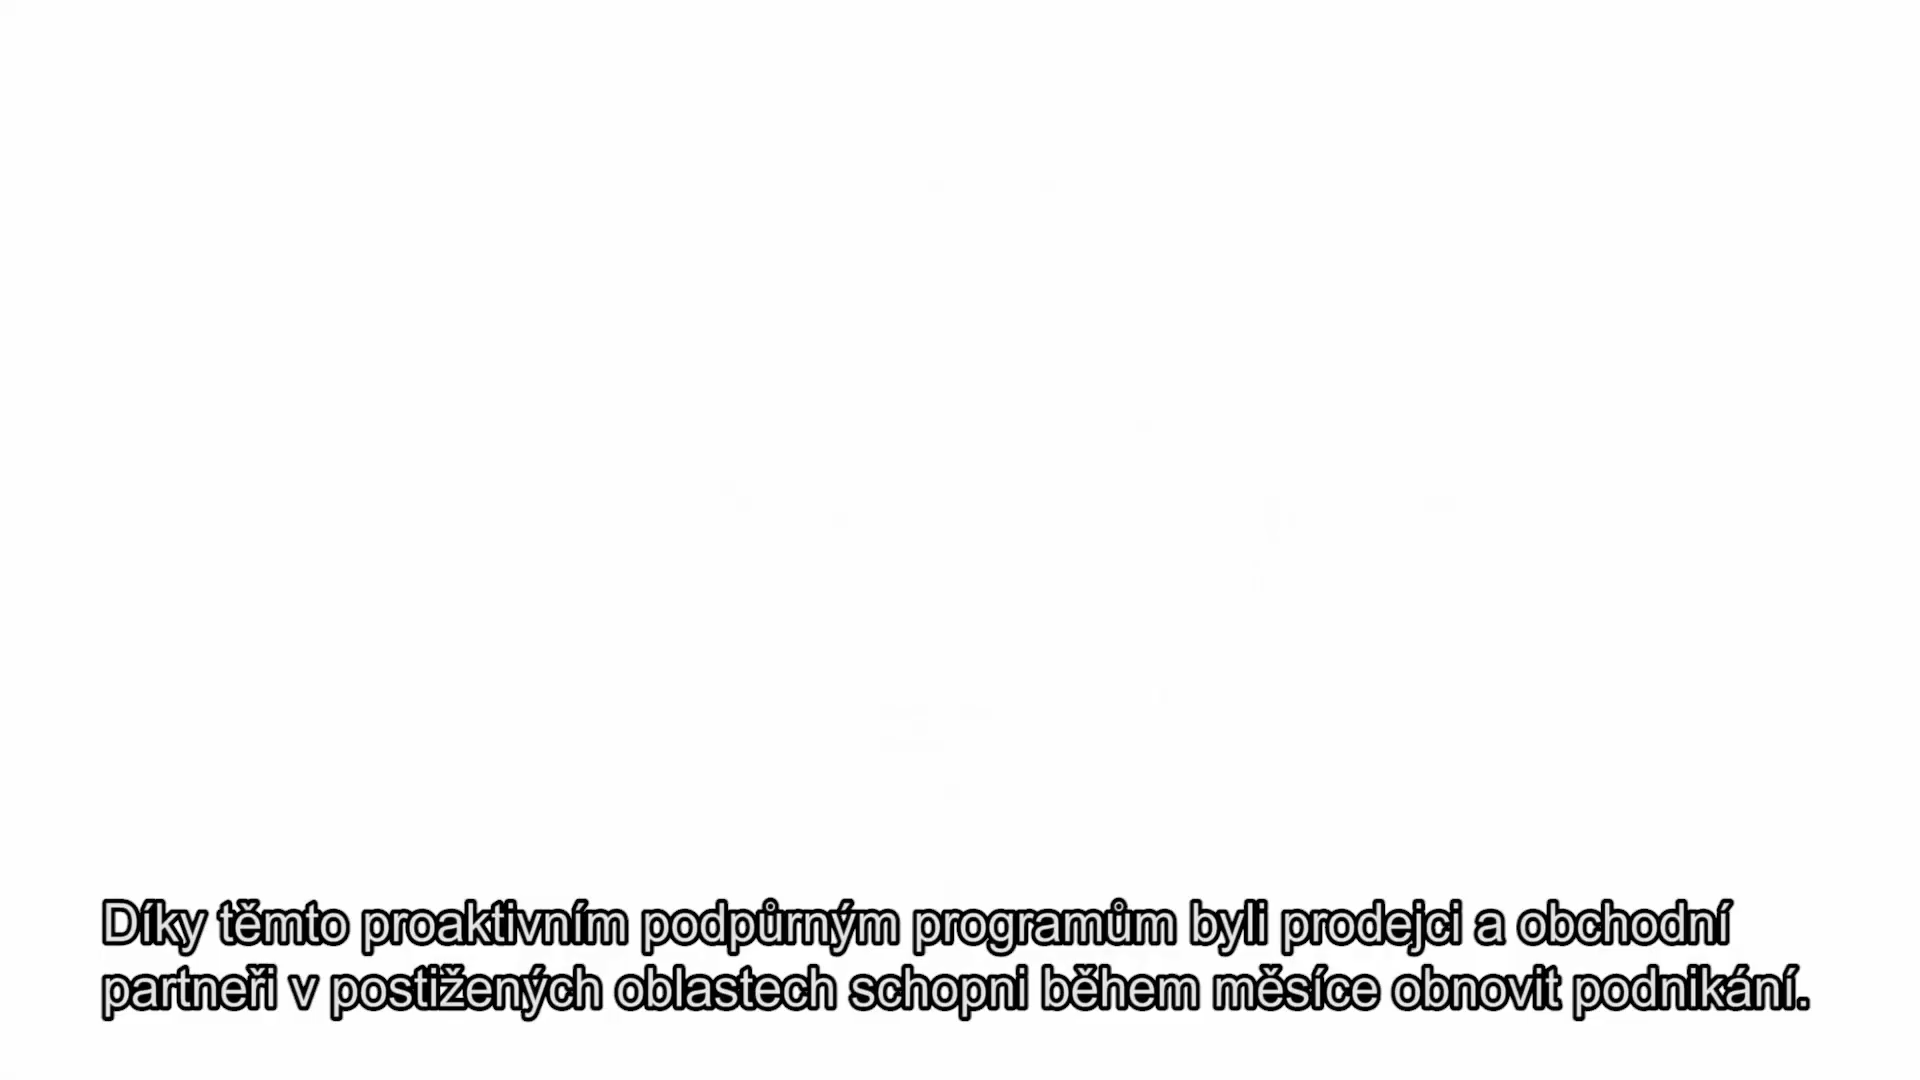 Díky těmto proaktivním podpůrným programům byli prodejci a obchodní
partneři v postižených oblastech schopni během měsíce obnovit podnikání.